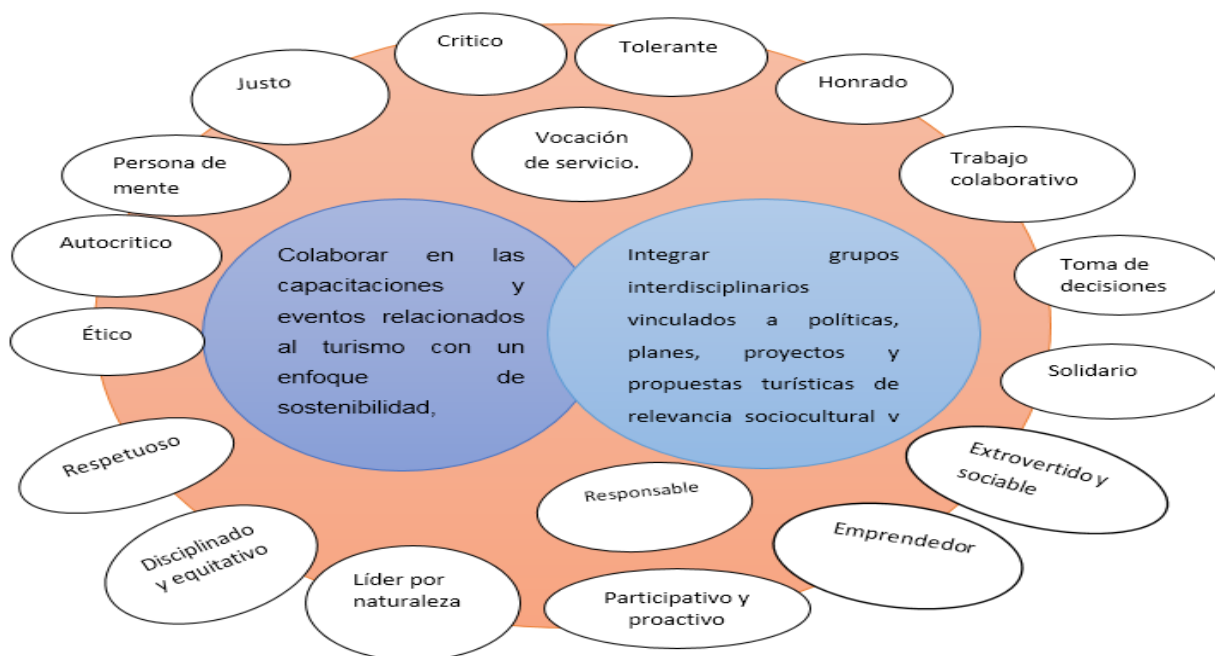 Critico
Tolerante
Justo
Honrado
Vocación
de servicio.
Persona de
mente
Trabajo
colaborativo
Autocritico
Colaborar en las
capacitaciones y
eventos relacionados
al turismo con un
enfoque de
sostenibilidad,
Integrar grupos
interdisciplinarios
vinculados a políticas,
planes, proyectos y
propuestas turísticas de
relevancia sociocultural
Toma de
decisiones
Ético
Solidario
Respetuoso
Extrovertido y
sociable
Responsable
Disciplinado
y equitativo
Emprendedor
Líder por
naturaleza
Participativo y
proactivo